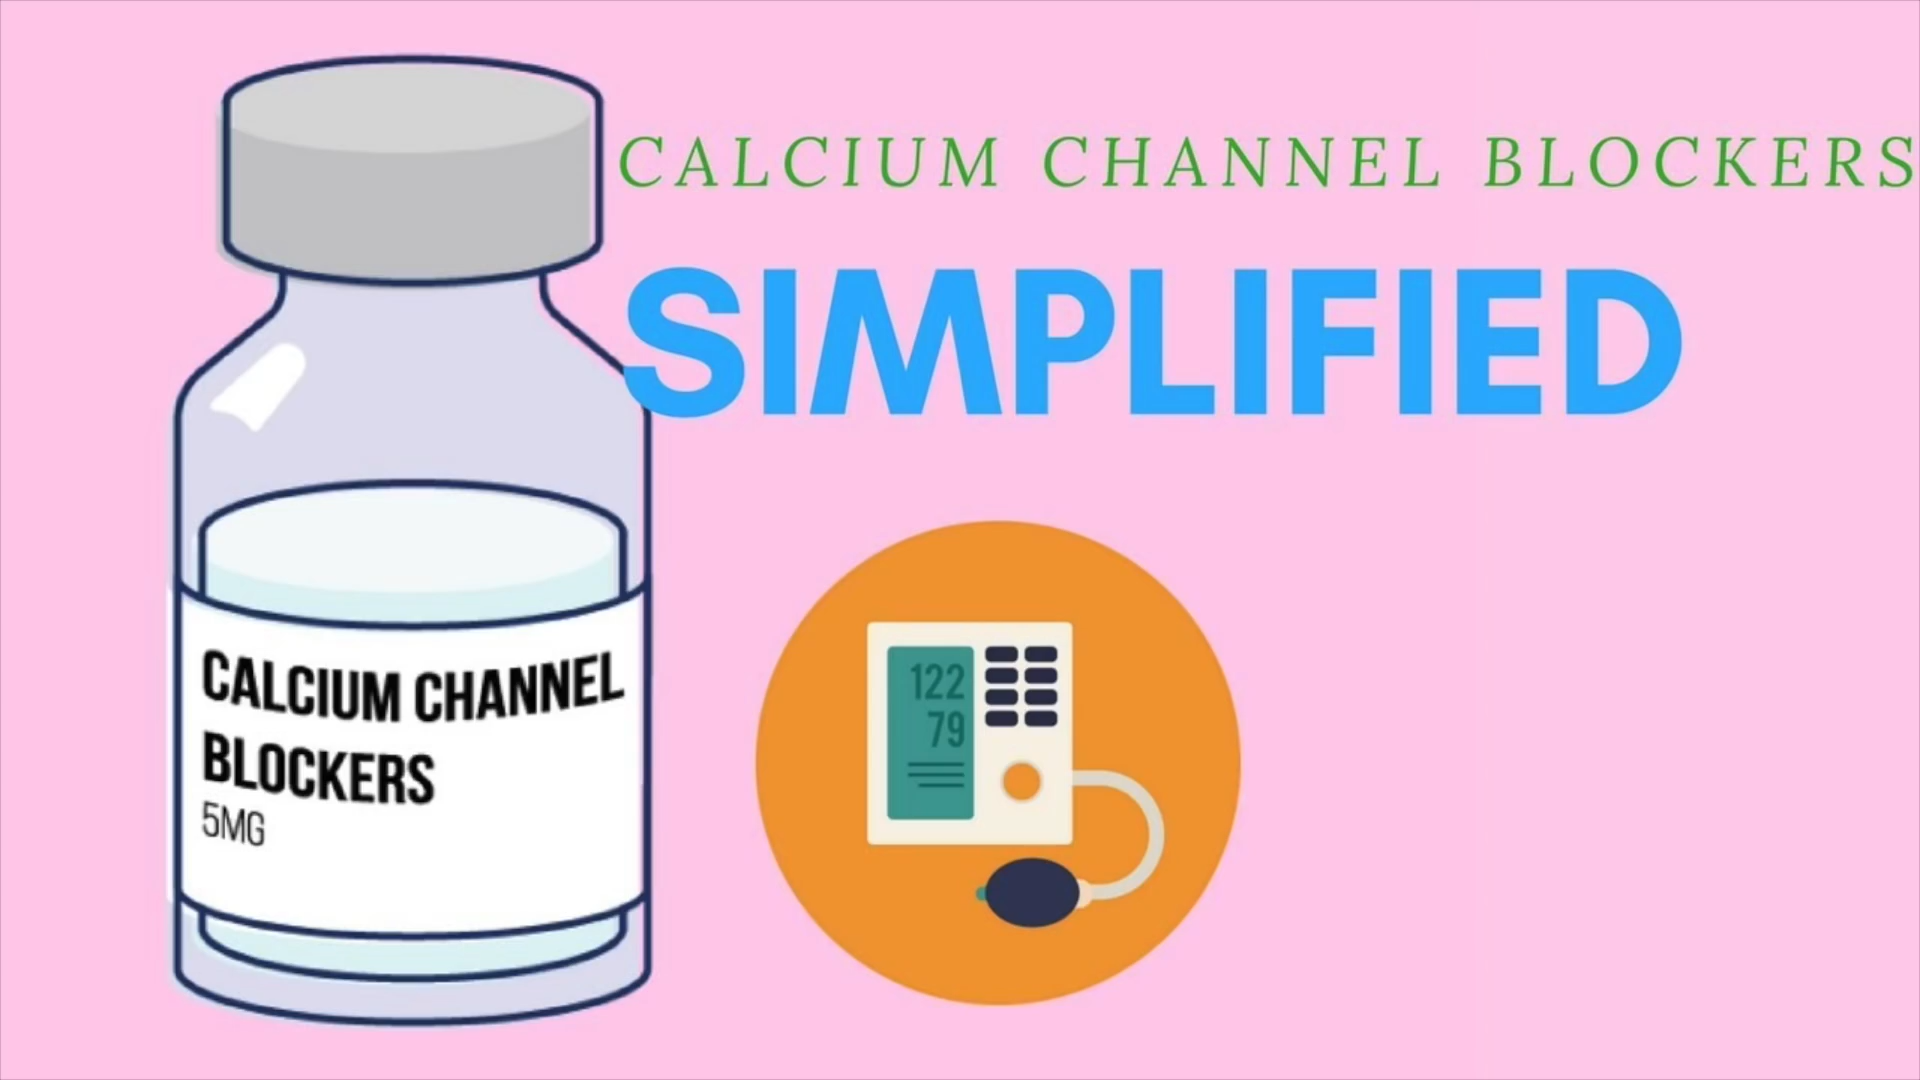 CALCIUM CHANNEL BLOCKERS
SIMPLIFIED
122
79
CALCIUM CHANNEL
BLOCKERS
5MG